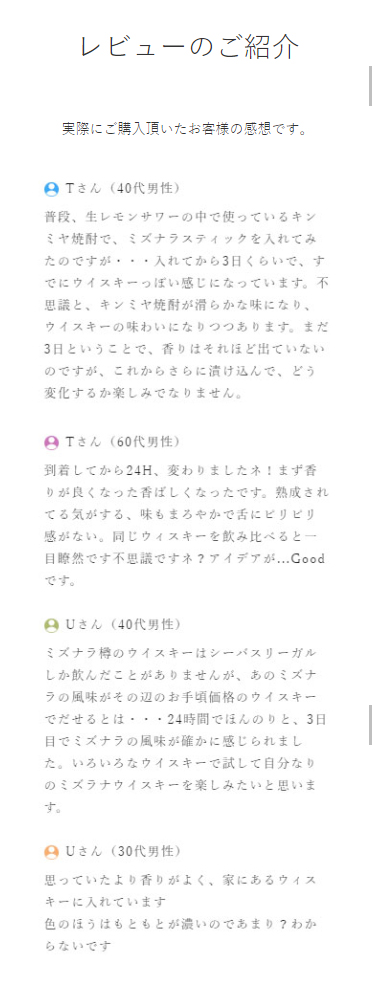 レビューのご紹介
実際にご購入頂いたお客様の感想です。
Tさん（40代男性）
普段、生レモンサワーの中で使っているキン
ミヤ焼酎で、ミズナラスティックを入れてみ
たのですが・・・入れてから3日くらいで、す
でにウイスキーっぽい感じになっています。不
思議と、キンミヤ焼酎が滑らかな味になり、
ウイスキーの味わいになりつつあります。まだ
3日ということで、香りはそれほど出ていない
のですが、これからさらに漬け込んで、どう
変化するか楽しみでなりません。
Tさん（60代男性）
到着してから24H、変わりましたネ！まず香
りが良くなった香ばしくなったです。熟成され
てる気がする、味もまろやかで舌にピリピリ
感がない。同じウィスキーを飲み比べると一
目瞭然です不思議ですネ？アイデアが...Good
です。
Uさん（40代男性）
ミズナラ樽のウイスキーはシーバスリーガル
しか飲んだことがありませんが、あのミズナ
ラの風味がその辺のお手頃価格のウイスキー
でだせるとは・・・24時間でほんのりと、3日
目でミズナラの風味が確かに感じられまし
た。いろいろなウイスキーで試して自分なり
のミズラナウイスキーを楽しみたいと思いま
す。
Uさん（30代男性）
思っていたより香りがよく、家にあるウィス
キーに入れています
色のほうはもともとが濃いのであまり？わか
らないです